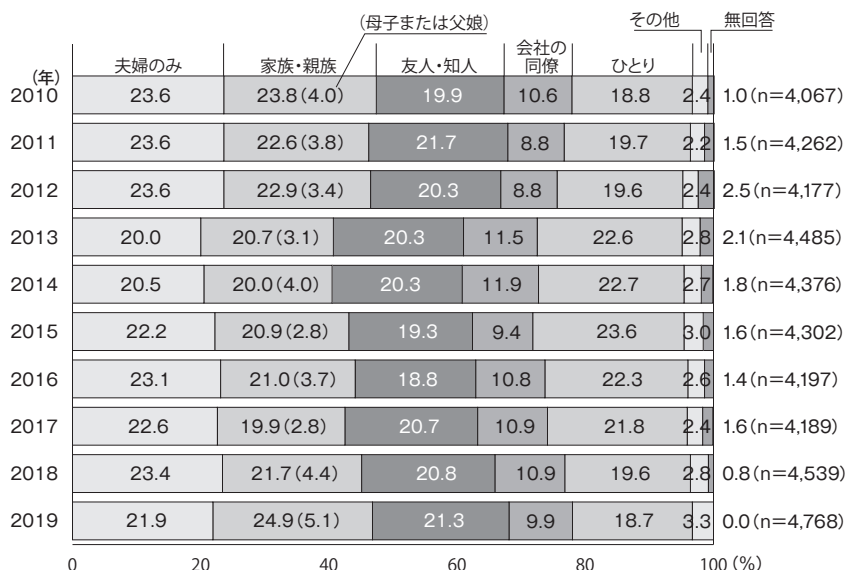 (母子または父娘)
その他
無回答
夫婦のみ
家族・親族
友人・知人
会社の
同僚
ひとり
(年)
2010 23.6 23.8(4.0) 19.9 10.6 18.8 2.4 1.0(n=4,067)
2011 23.6 22.6(3.8) 21.7 8.8 19.7 2.2 1.5(n=4,262)
2012 23.6 22.9(3.4) 20.3 8.8 19.6 2.4 2.5(n=4,177)
2013 20.0 20.7(3.1) 20.3 11.5 22.6 2.8 2.1(n=4,485)
2014 20.5 20.0(4.0) 20.3 11.9 22.7 2.7 1.8(n=4,376)
2015 22.2 20.9(2.8) 19.3 9.4 23.6 3.0 1.6(n=4,302)
2016 23.1 21.0(3.7) 18.8 10.8 22.3 2.6 1.4(n=4,197)
2017 22.6 19.9(2.8) 20.7 10.9 21.8 2.4 1.6(n=4,189)
2018 23.4 21.7(4.4) 20.8 10.9 19.6 2.8 0.8(n=4,539)
2019 21.9 24.9(5.1) 21.3 9.9 18.7 3.3 0.0(n=4,768)
0 20 40 60 80 100 (%)